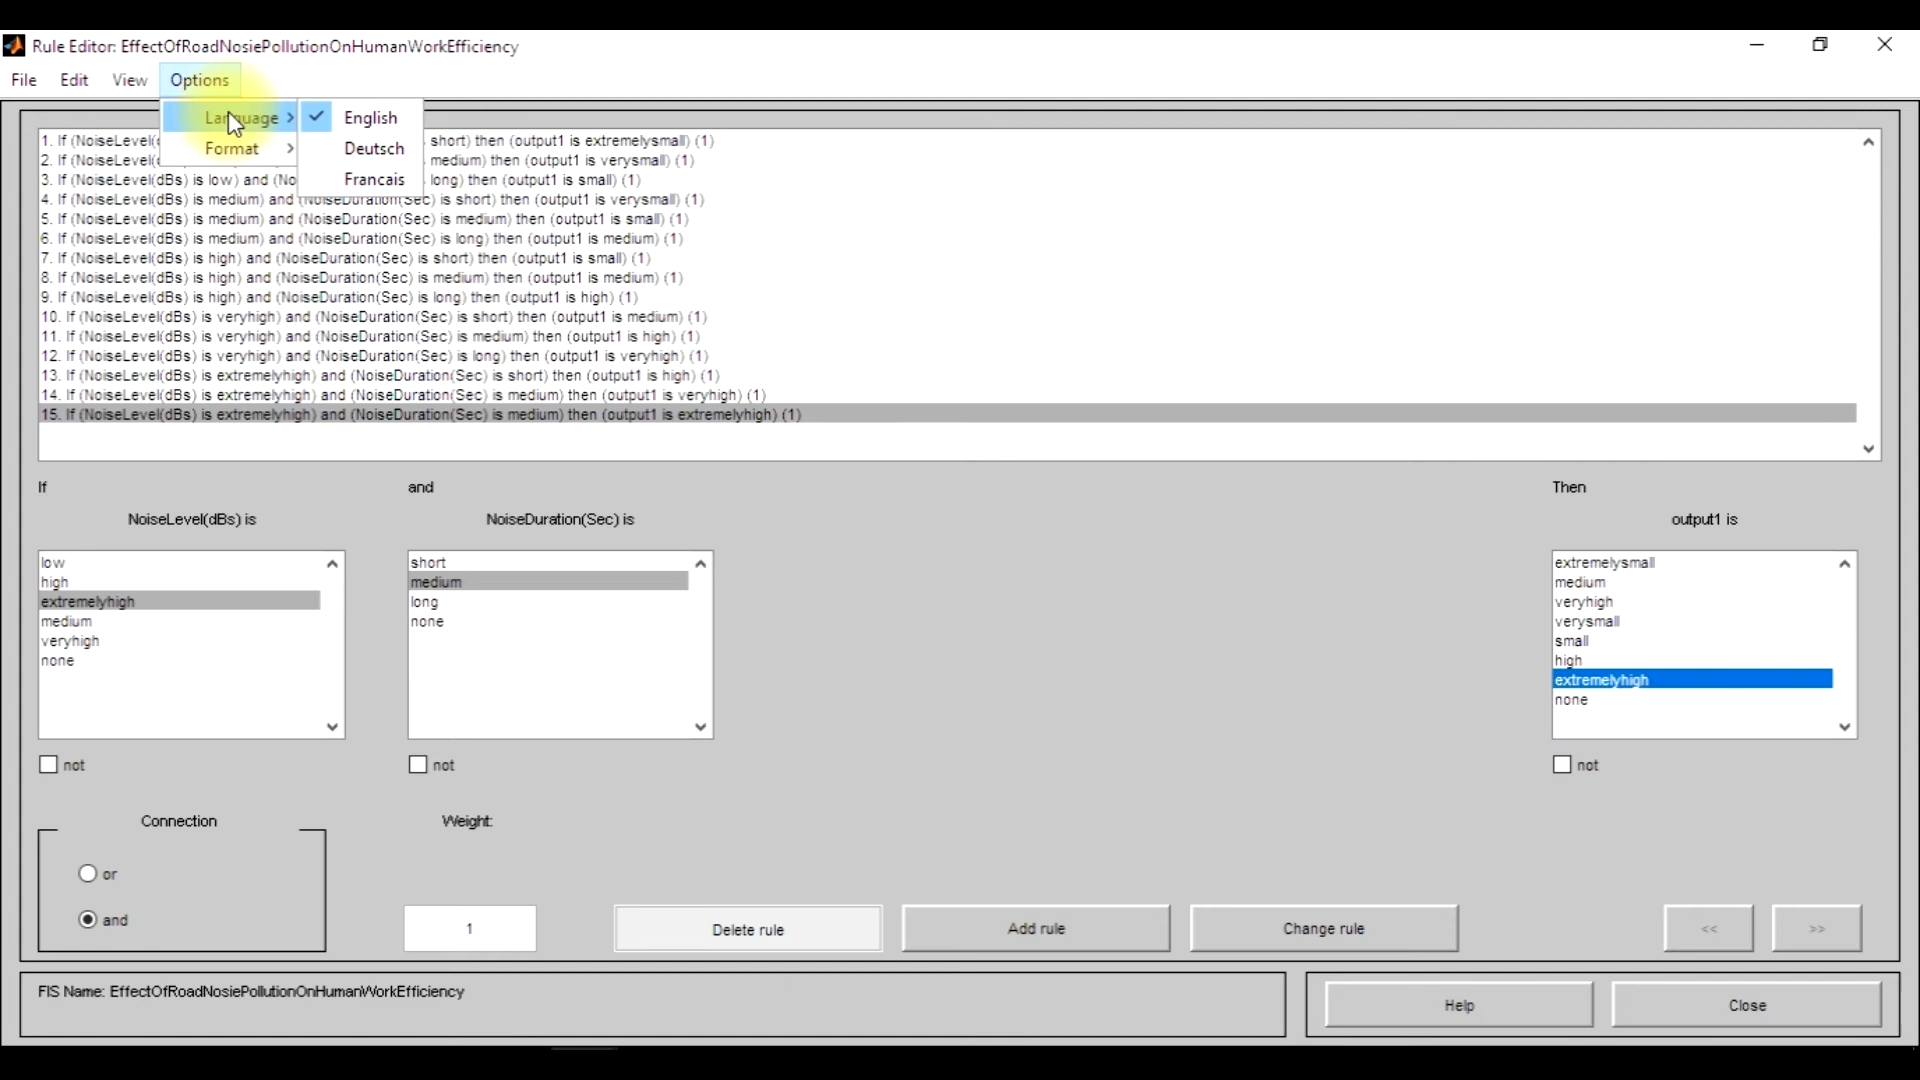 Rule Editor: EffectOfRoadNosiePollutionOnHumanWorkEfficiency
File Edit View Options
Language > English
Format > Deutsch
Francais
1. If (NoiseLevel( short) then (output1 is extremelysmall) (1)
2. If (NoiseLevel( medium) then (output1 is verysmall) (1)
3. If (NoiseLevel(dBs) is low) and (No long) then (output1 is small) (1)
4. If (NoiseLevel(dBs) is medium) and (NoiseDuration(Sec) is short) then (output1 is verysmall) (1)
5. If (NoiseLevel(dBs) is medium) and (NoiseDuration(Sec) is medium) then (output1 is small) (1)
6. If (NoiseLevel(dBs) is medium) and (NoiseDuration(Sec) is long) then (output1 is medium) (1)
7. If (NoiseLevel(dBs) is high) and (NoiseDuration(Sec) is short) then (output1 is small) (1)
8. If (NoiseLevel(dBs) is high) and (NoiseDuration(Sec) is medium) then (output1 is medium) (1)
9. If (NoiseLevel(dBs) is high) and (NoiseDuration(Sec) is long) then (output1 is high) (1)
10. If (NoiseLevel(dBs) is veryhigh) and (NoiseDuration(Sec) is short) then (output1 is medium) (1)
11. If (NoiseLevel(dBs) is veryhigh) and (NoiseDuration(Sec) is medium) then (output1 is high) (1)
12. If (NoiseLevel(dBs) is veryhigh) and (NoiseDuration(Sec) is long) then (output1 is veryhigh) (1)
13. If (NoiseLevel(dBs) is extremelyhigh) and (NoiseDuration(Sec) is short) then (output1 is high) (1)
14. If (NoiseLevel(dBs) is extremelyhigh) and (NoiseDuration(Sec) is medium) then (output1 is veryhigh) (1)
15. If (NoiseLevel(dBs) is extremelyhigh) and (NoiseDuration(Sec) is medium) then (output1 is extremelyhigh) (1)
If
NoiseLevel(dBs) is
low
high
extremelyhigh
medium
veryhigh
none
not
and
NoiseDuration(Sec) is
short
medium
long
none
not
Then
output1 is
extremelysmall
medium
veryhigh
verysmall
small
high
extremelyhigh
none
not
Connection
or
and
Weight:
1
Delete rule
Add rule
Change rule
<<
>>
FIS Name: EffectOfRoadNosiePollutionOnHumanWorkEfficiency
Help
Close